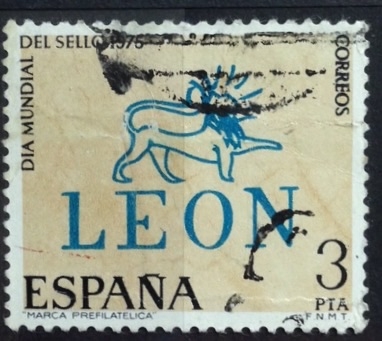 DIA MUNDIAL
DEL SELLO 1975
CORREOS
LEON
ESPAÑA
3
PTA
"MARCA PREFILATELICA"
F.N.M.T.